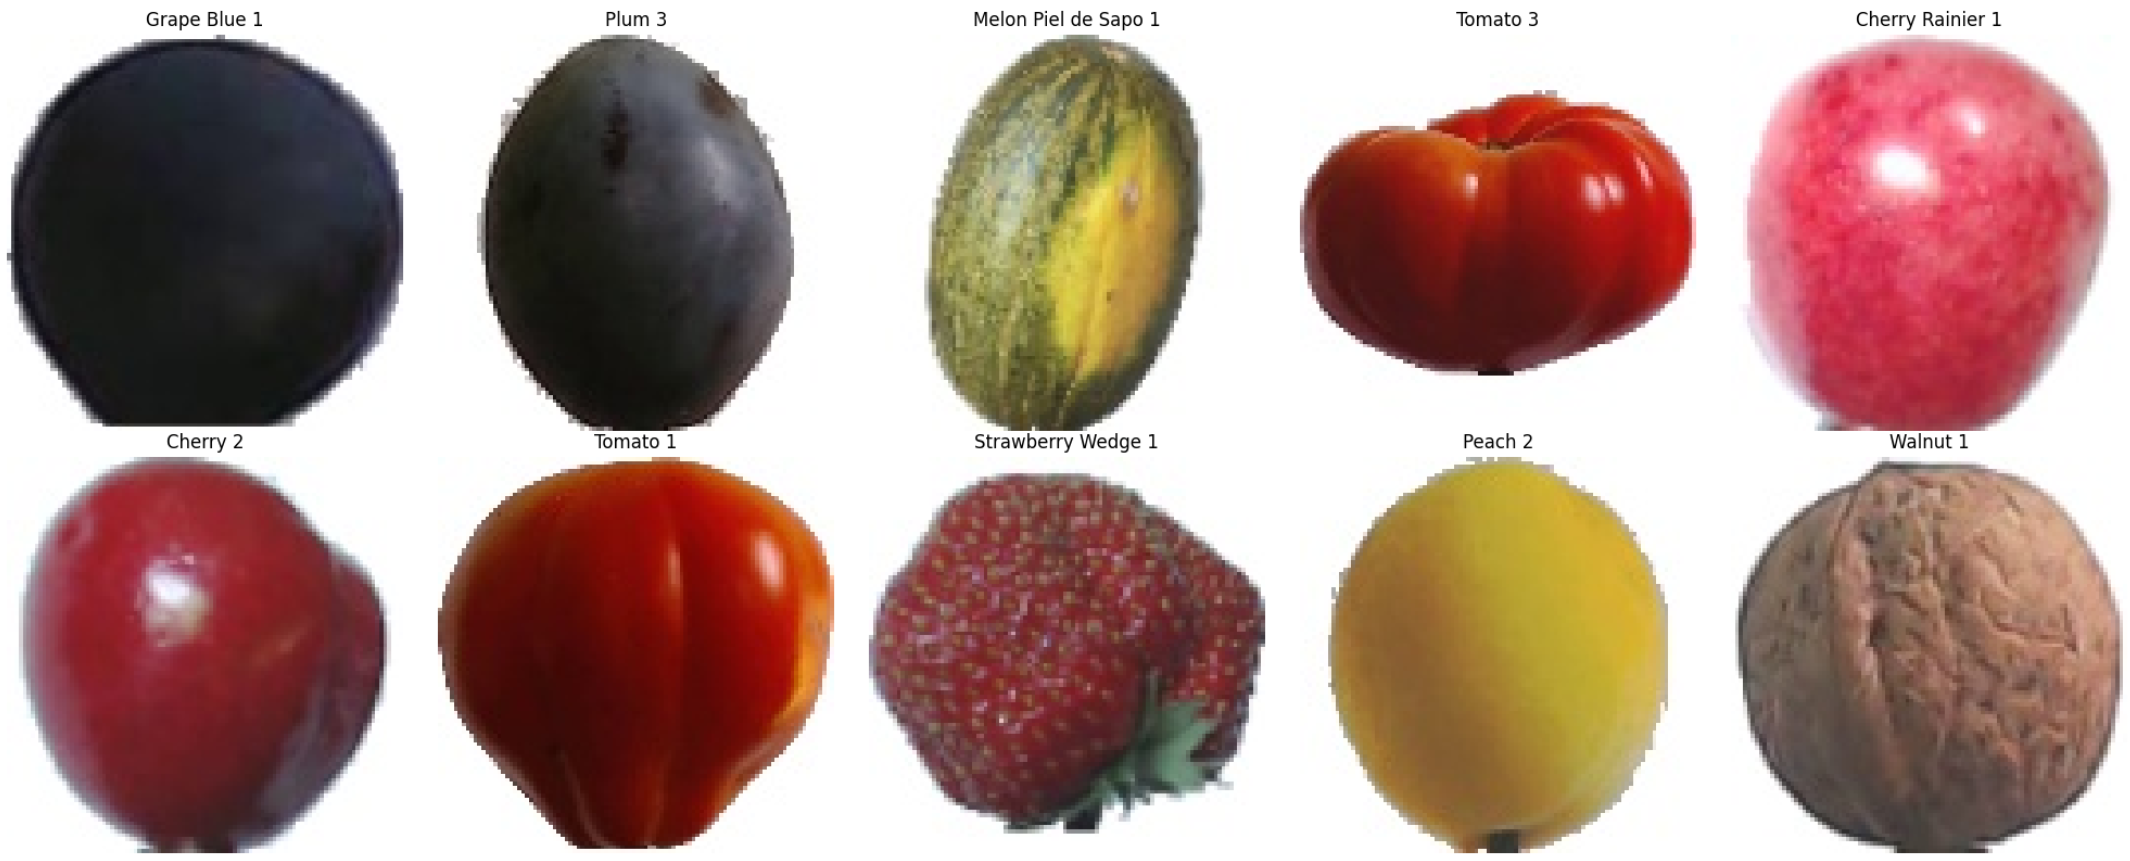 Grape Blue 1
Plum 3
Melon Piel de Sapo 1
Tomato 3
Cherry Rainier 1
Cherry 2
Tomato 1
Strawberry Wedge 1
Peach 2
Walnut 1